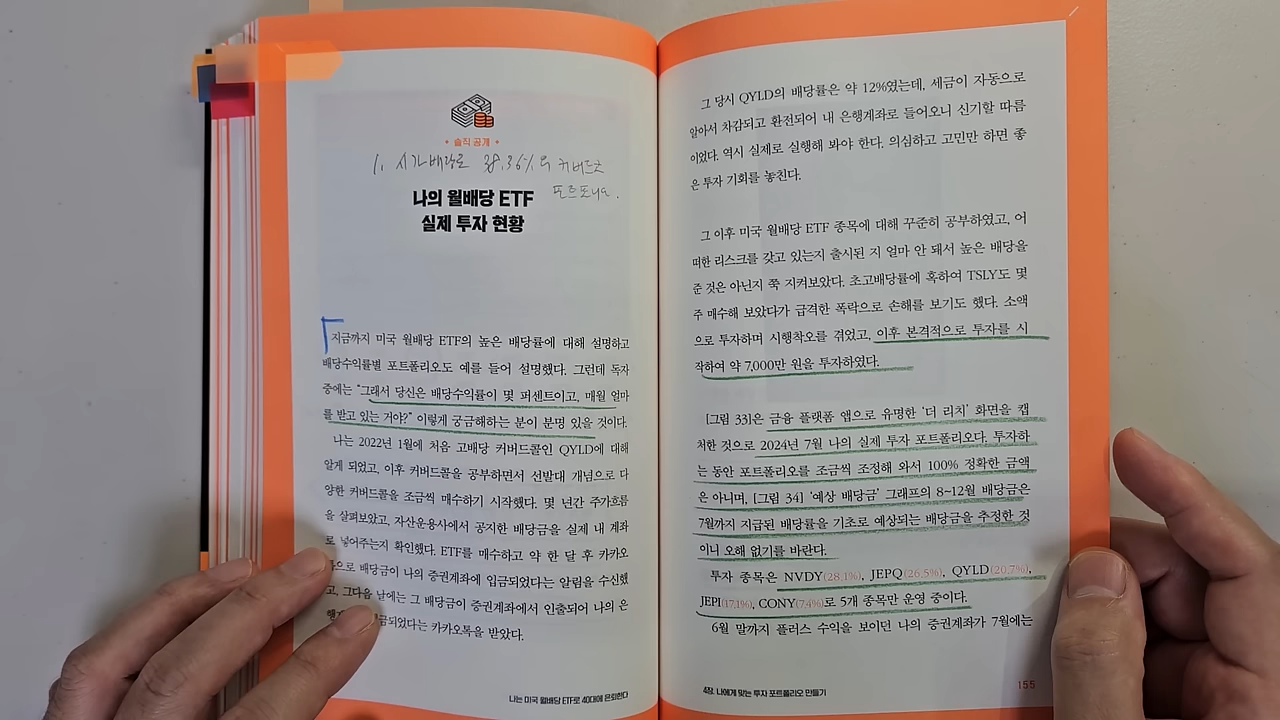 솔직 공개
1. 시가배당률 38.36%의 커버드콜
포트폴리오.
나의 월배당 ETF
실제 투자 현황
지금까지 미국 월배당 ETF의 높은 배당률에 대해 설명하고
배당수익률별 포트폴리오도 예를 들어 설명했다. 그런데 독자
중에는 "그래서 당신은 배당수익률이 몇 퍼센트이고, 매월 얼마
를 받고 있는 거야?" 이렇게 궁금해하는 분이 분명 있을 것이다.
나는 2022년 1월에 처음 고배당 커버드콜인 QYLD에 대해
알게 되었고, 이후 커버드콜을 공부하면서 선발대 개념으로 다
양한 커버드콜을 조금씩 매수하기 시작했다. 몇 년간 주가흐름
을 살펴보았고, 자산운용사에서 공지한 배당금을 실제 내 계좌
로 넣어주는지 확인했다. ETF를 매수하고 약 한 달 후 카카오
으로 배당금이 나의 증권계좌에 입금되었다는 알림을 수신했
고, 그다음 날에는 그 배당금이 증권계좌에서 인출되어 나의 은
금되었다는 카카오톡을 받았다.
나는 미국 월배당 ETF로 40대에 은퇴한다
그 당시 QYLD의 배당률은 약 12%였는데, 세금이 자동으로
알아서 차감되고 환전되어 내 은행계좌로 들어오니 신기할 따름
이었다. 역시 실제로 실행해 봐야 한다. 의심하고 고민만 하면 좋
은 투자 기회를 놓친다.
그 이후 미국 월배당 ETF 종목에 대해 꾸준히 공부하였고, 어
떠한 리스크를 갖고 있는지 출시된 지 얼마 안 돼서 높은 배당을
준 것은 아닌지 쭉 지켜보았다. 초고배당률에 혹하여 TSLY도 몇
주 매수해 보았다가 급격한 폭락으로 손해를 보기도 했다. 소액
으로 투자하며 시행착오를 겪었고, 이후 본격적으로 투자를 시
작하여 약 7,000만 원을 투자하였다.
[그림 33]은 금융 플랫폼 앱으로 유명한 '더 리치' 화면을 캡
처한 것으로 2024년 7월 나의 실제 투자 포트폴리오다. 투자하
는 동안 포트폴리오를 조금씩 조정해 와서 100% 정확한 금액
은 아니며, [그림 34] '예상 배당금' 그래프의 8~12월 배당금은
7월까지 지급된 배당률을 기초로 예상되는 배당금을 추정한 것
이니 오해 없기를 바란다.
투자 종목은 NVDY(28.1%), JEPQ(26.5%), QYLD(20.7%),
JEPI(17.1%), CONY(7.4%)로 5개 종목만 운영 중이다.
6월 말까지 플러스 수익을 보이던 나의 증권계좌가 7월에는
4장. 나에게 맞는 투자 포트폴리오 만들기
155